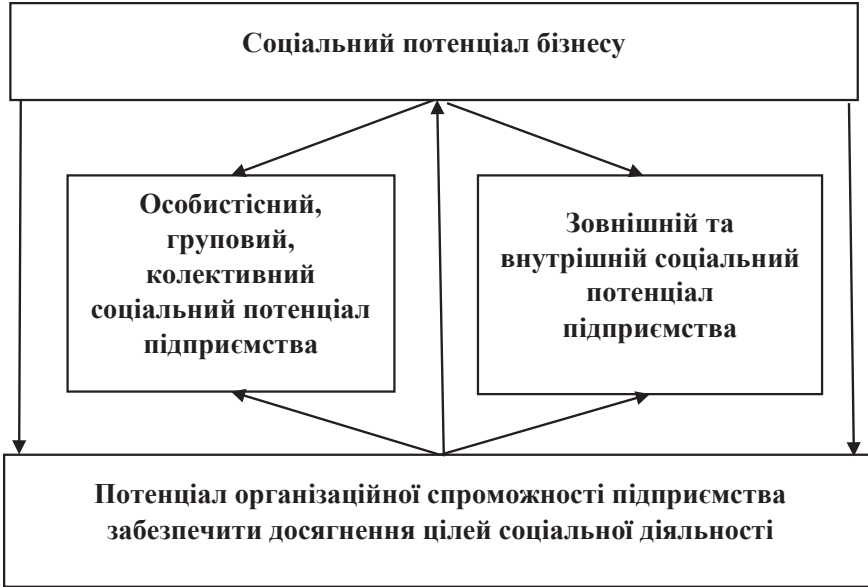 Соціальний потенціал бізнесу
Особистісний,
груповий,
колективний
соціальний потенціал
підприємства
Зовнішній та
внутрішній соціальний
потенціал
підприємства
Потенціал організаційної спроможності підприємства
забезпечити досягнення цілей соціальної діяльності